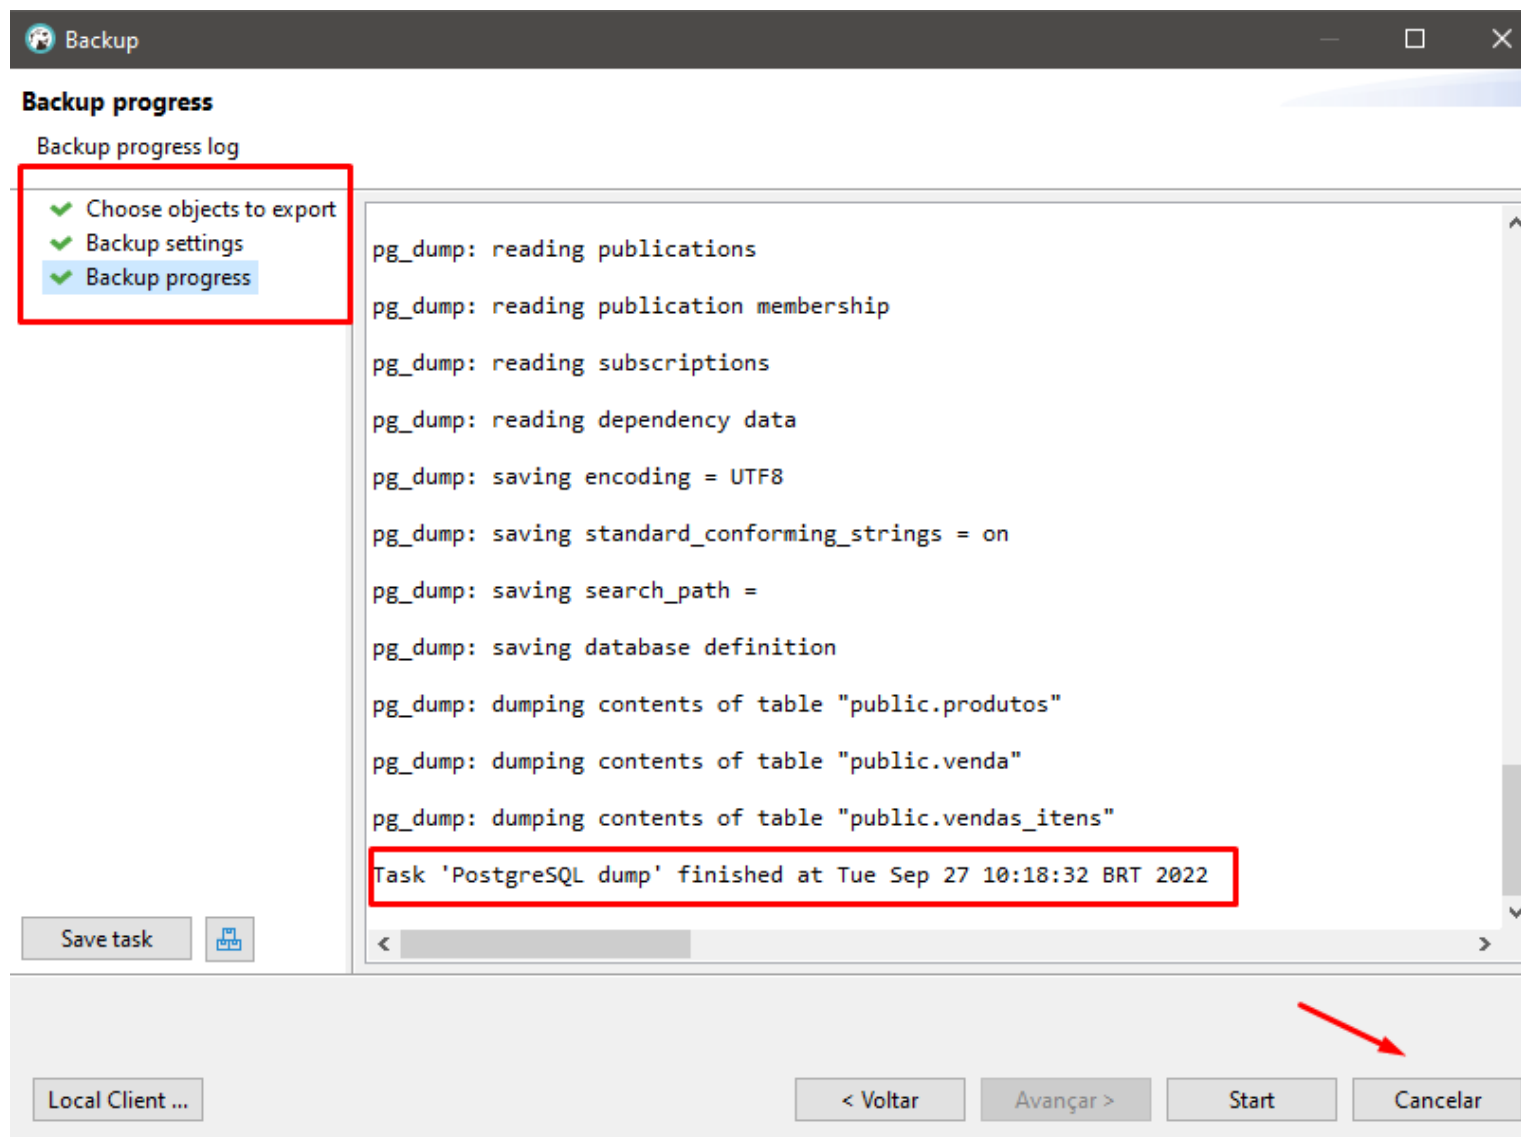 Backup
Backup progress
Backup progress log
Choose objects to export
Backup settings
Backup progress
pg_dump: reading publications
pg_dump: reading publication membership
pg_dump: reading subscriptions
pg_dump: reading dependency data
pg_dump: saving encoding = UTF8
pg_dump: saving standard_conforming_strings = on
pg_dump: saving search_path =
pg_dump: saving database definition
pg_dump: dumping contents of table "public.produtos"
pg_dump: dumping contents of table "public.venda"
pg_dump: dumping contents of table "public.vendas_itens"
Task 'PostgreSQL dump' finished at Tue Sep 27 10:18:32 BRT 2022
Save task
Local Client ...
< Voltar
Avançar >
Start
Cancelar